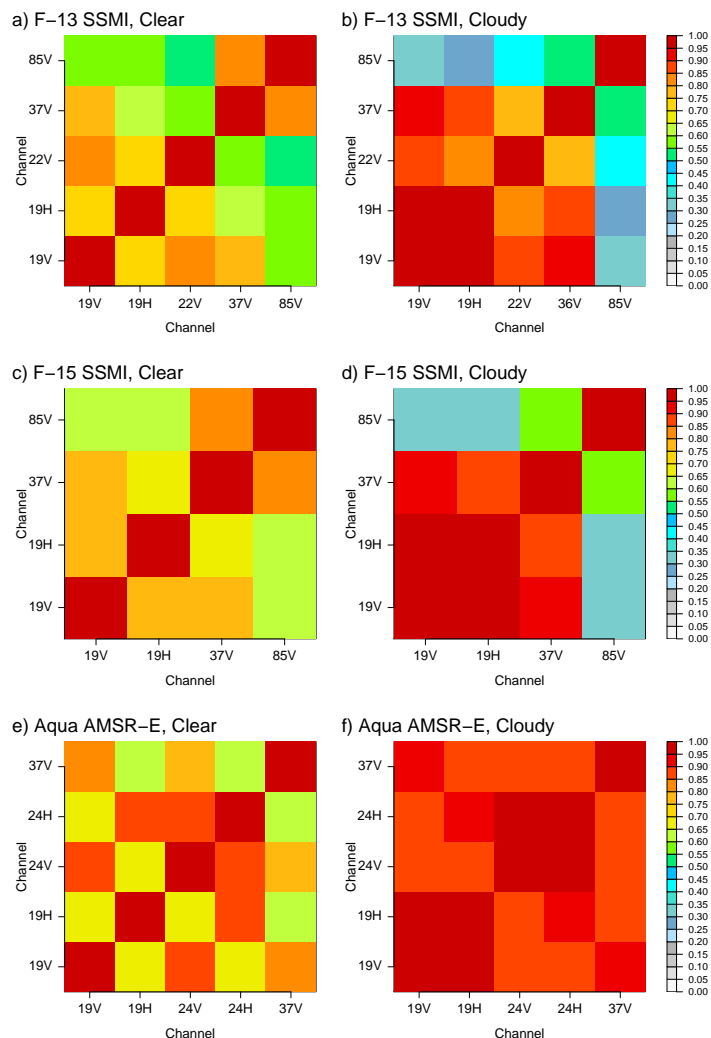 a) F−13 SSMI, Clear
85V
37V
22V
19H
19V
Channel
19V 19H 22V 37V 85V
Channel
b) F−13 SSMI, Cloudy
85V
37V
22V
19H
19V
Channel
19V 19H 22V 36V 85V
Channel
1.00
0.95
0.90
0.85
0.80
0.75
0.70
0.65
0.60
0.55
0.50
0.45
0.40
0.35
0.30
0.25
0.20
0.15
0.10
0.05
0.00
c) F−15 SSMI, Clear
85V
37V
19H
19V
Channel
19V 19H 37V 85V
Channel
d) F−15 SSMI, Cloudy
85V
37V
19H
19V
Channel
19V 19H 37V 85V
Channel
1.00
0.95
0.90
0.85
0.80
0.75
0.70
0.65
0.60
0.55
0.50
0.45
0.40
0.35
0.30
0.25
0.20
0.15
0.10
0.05
0.00
e) Aqua AMSR−E, Clear
37V
24H
24V
19H
19V
Channel
19V 19H 24V 24H 37V
Channel
f) Aqua AMSR−E, Cloudy
37V
24H
24V
19H
19V
Channel
19V 19H 24V 24H 37V
Channel
1.00
0.95
0.90
0.85
0.80
0.75
0.70
0.65
0.60
0.55
0.50
0.45
0.40
0.35
0.30
0.25
0.20
0.15
0.10
0.05
0.00